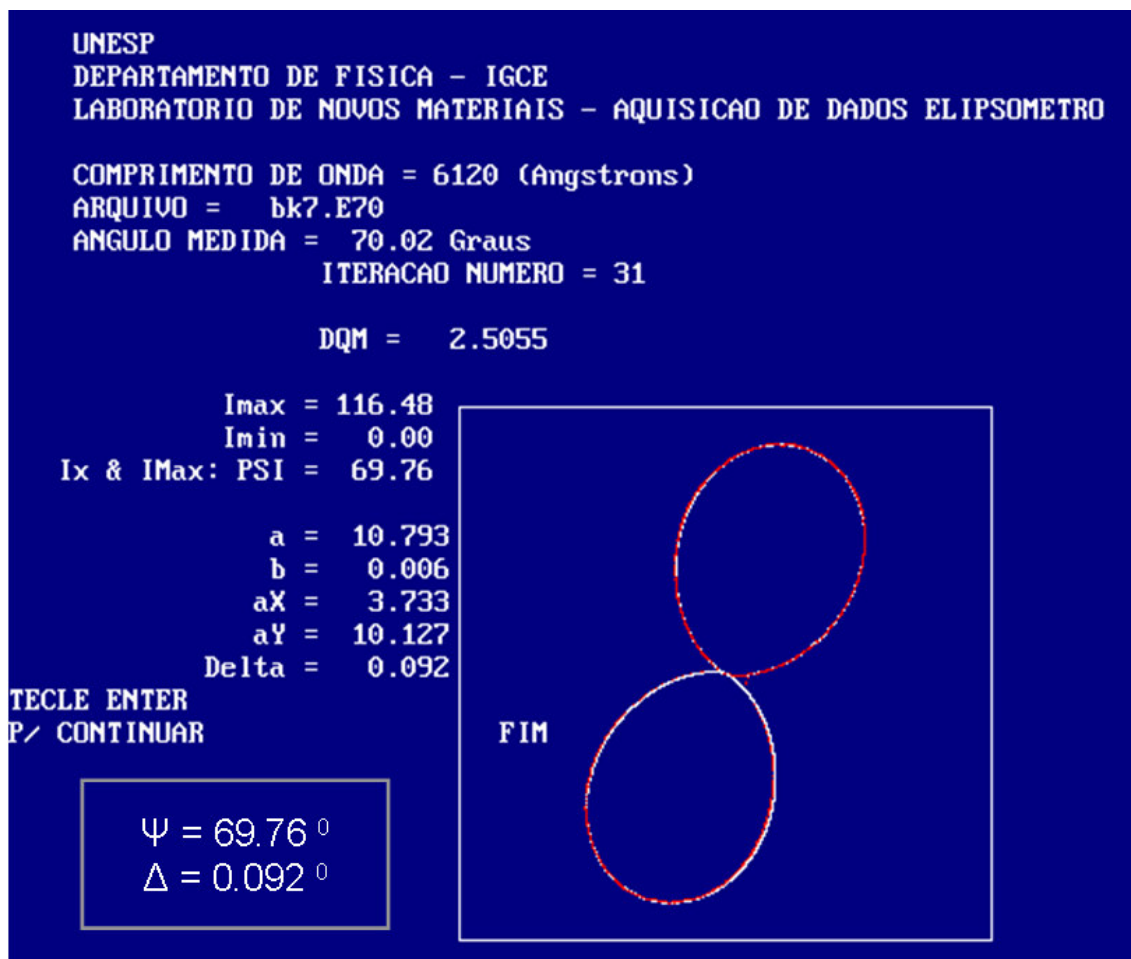 UNESP
DEPARTAMENTO DE FISICA - IGCE
LABORATORIO DE NOVOS MATERIAIS - AQUISICAO DE DADOS ELIPSOMETRO
COMPRIMENTO DE ONDA = 6120 (Angstrons)
ARQUIVO = bk7.E70
ANGULO MEDIDA = 70.02 Graus
ITERACAO NUMERO = 31
DQM = 2.5055
Imax = 116.48
Imin = 0.00
Ix & IMax: PSI = 69.76
a = 10.793
b = 0.006
aX = 3.733
aY = 10.127
Delta = 0.092
TECLE ENTER
P/ CONTINUAR
FIM
Ψ = 69.76 ⁰
Δ = 0.092 ⁰